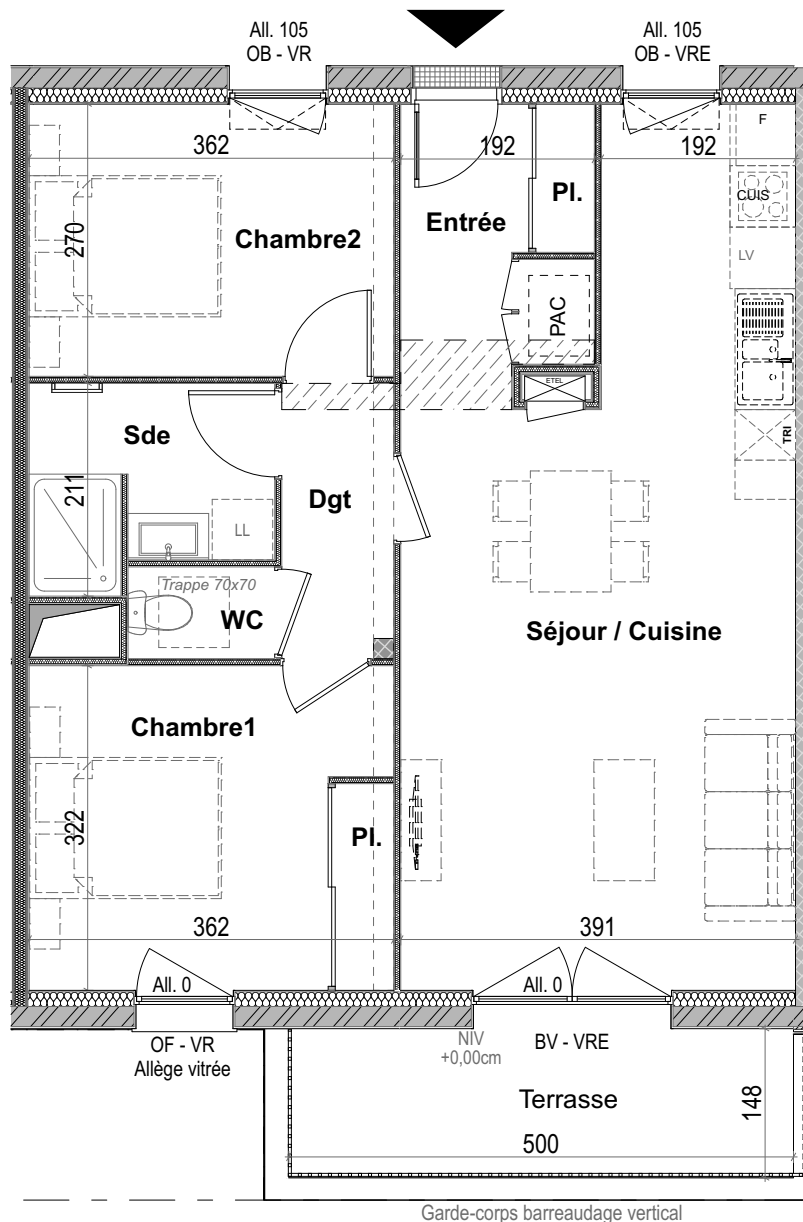 All. 105
OB - VR
All. 105
OB - VRE
362
192
192
F
CUIS
Pl.
Entrée
Chambre2
270
LV
PAC
ETEL
TRI
Sde
211
Dgt
LL
Trappe 70x70
WC
Séjour / Cuisine
Chambre1
322
Pl.
362
391
All. 0
All. 0
OF - VR
Allège vitrée
NIV
+0,00cm
BV - VRE
Terrasse
148
500
Garde-corps barreaudage vertical